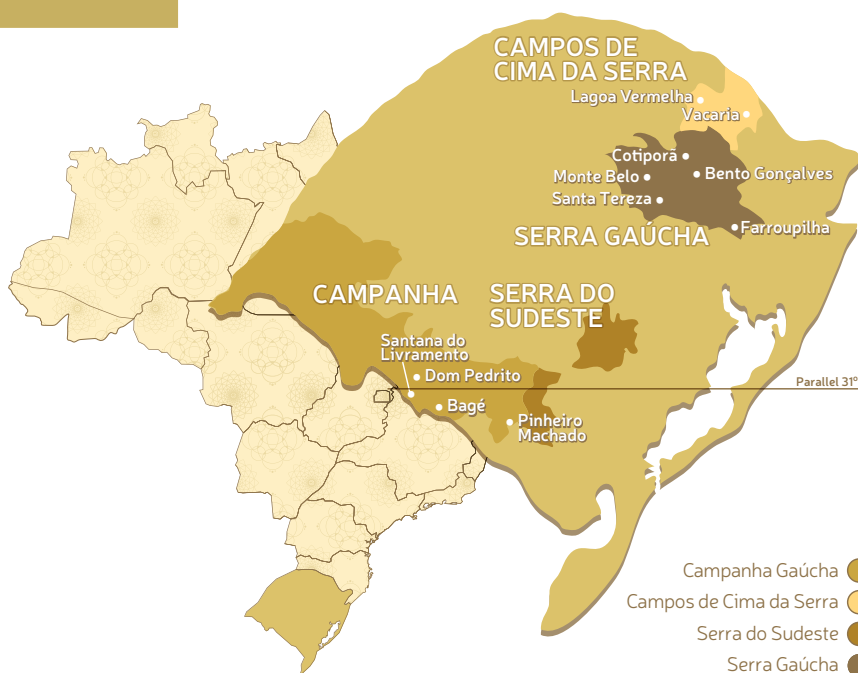 CAMPOS DE
CIMA DA SERRA
Lagoa Vermelha
Vacaria
Cotiporã
Monte Belo
Bento Gonçalves
Santa Tereza
Farroupilha
SERRA GAÚCHA
CAMPANHA
SERRA DO
SUDESTE
Santana do
Livramento
Dom Pedrito
Parallel 31º
Bagé
Pinheiro
Machado
Campanha Gaúcha
Campos de Cima da Serra
Serra do Sudeste
Serra Gaúcha